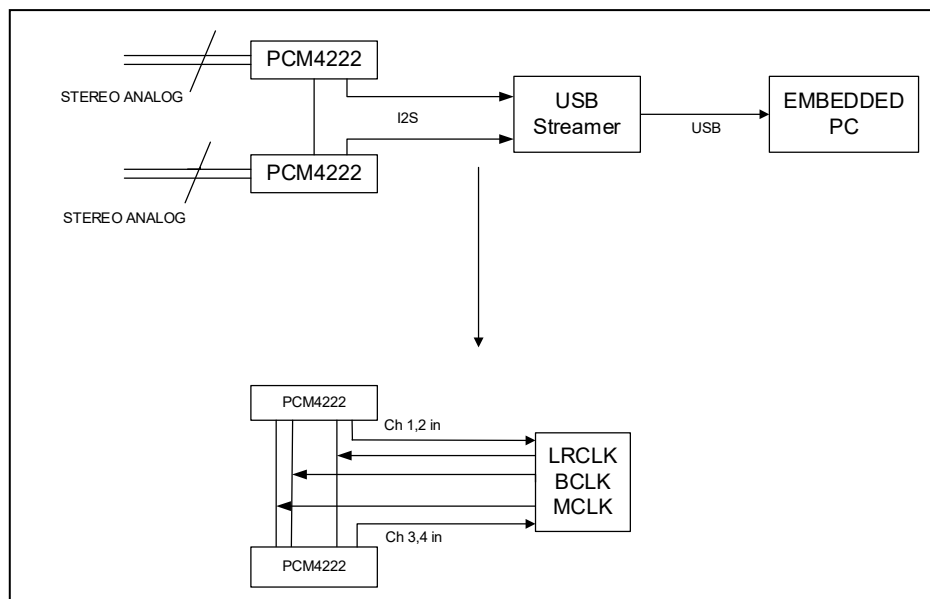 PCM4222
STEREO ANALOG
I2S
USB
Streamer
USB
EMBEDDED
PC
PCM4222
STEREO ANALOG
PCM4222
Ch 1,2 in
LRCLK
BCLK
MCLK
Ch 3,4 in
PCM4222